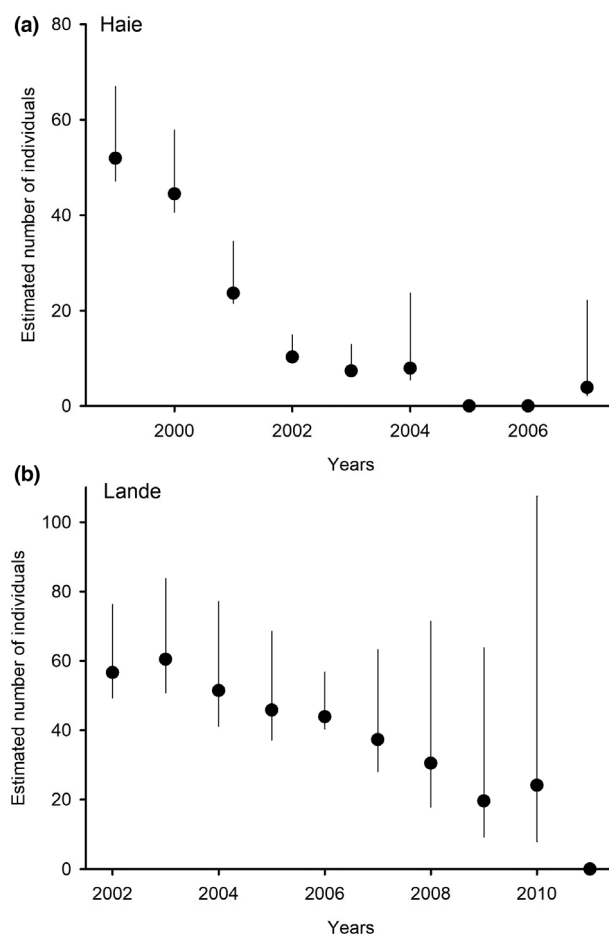 (a) Haie
80
60
40
20
0
Estimated number of individuals
2000 2002 2004 2006
Years
(b) Lande
100
80
60
40
20
0
Estimated number of individuals
2002 2004 2006 2008 2010
Years